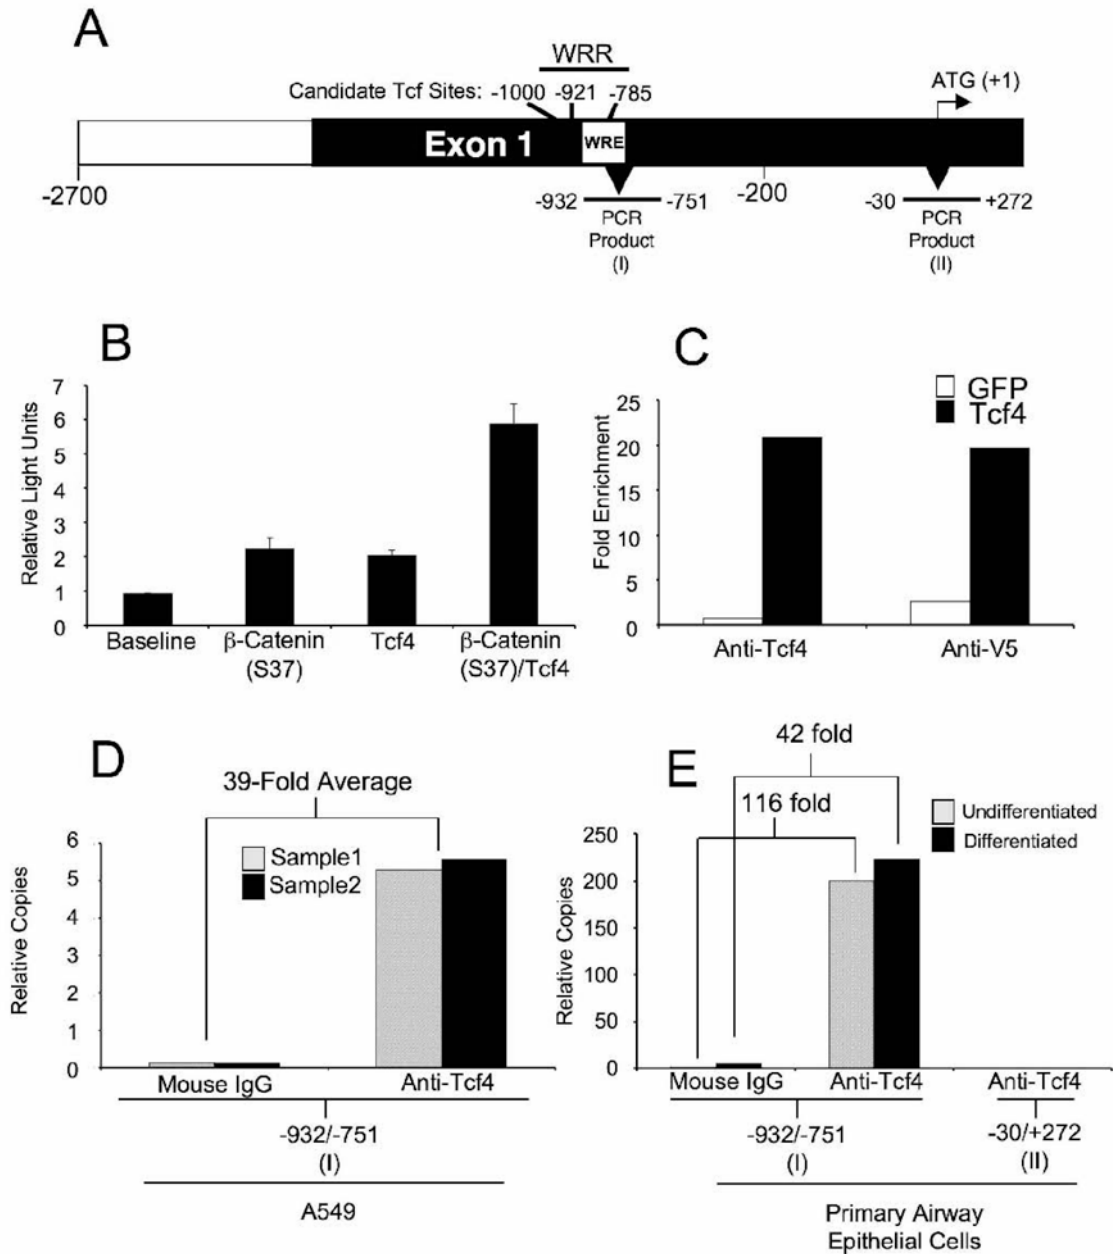 A
WRR
Candidate Tcf Sites: -1000 -921 -785
ATG (+1)
Exon 1
WRE
-2700
-932
-751
-200
-30
+272
PCR
Product
(I)
PCR
Product
(II)
B
Relative Light Units
7
6
5
4
3
2
1
0
Baseline
β-Catenin
(S37)
Tcf4
β-Catenin
(S37)/Tcf4
C
GFP
Tcf4
Fold Enrichment
25
20
15
10
5
0
Anti-Tcf4
Anti-V5
D
39-Fold Average
Sample1
Sample2
Relative Copies
6
5
4
3
2
1
0
Mouse IgG
Anti-Tcf4
-932/-751
(I)
A549
E
42 fold
116 fold
Undifferentiated
Differentiated
Relative Copies
250
200
150
100
50
0
Mouse IgG
Anti-Tcf4
Anti-Tcf4
-932/-751
(I)
-30/+272
(II)
Primary Airway
Epithelial Cells